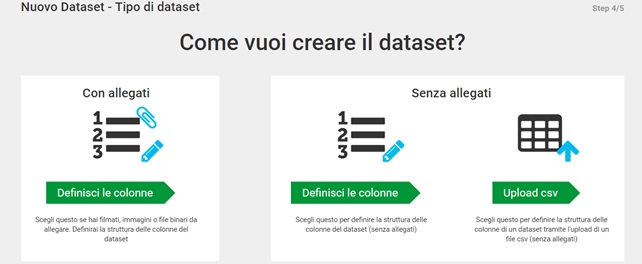 Nuovo Dataset - Tipo di dataset
Step 4/5
Come vuoi creare il dataset?
Con allegati
1
2
3
Definisci le colonne
Scegli questo se hai filmati, immagini o file binari da
allegare. Definirai la struttura delle colonne del
dataset
Senza allegati
1
2
3
Definisci le colonne
Scegli questo per definire la struttura delle
colonne del dataset (senza allegati)
Upload csv
Scegli questo per definire la struttura delle
colonne di un dataset tramite l'upload di un
file csv (senza allegati)